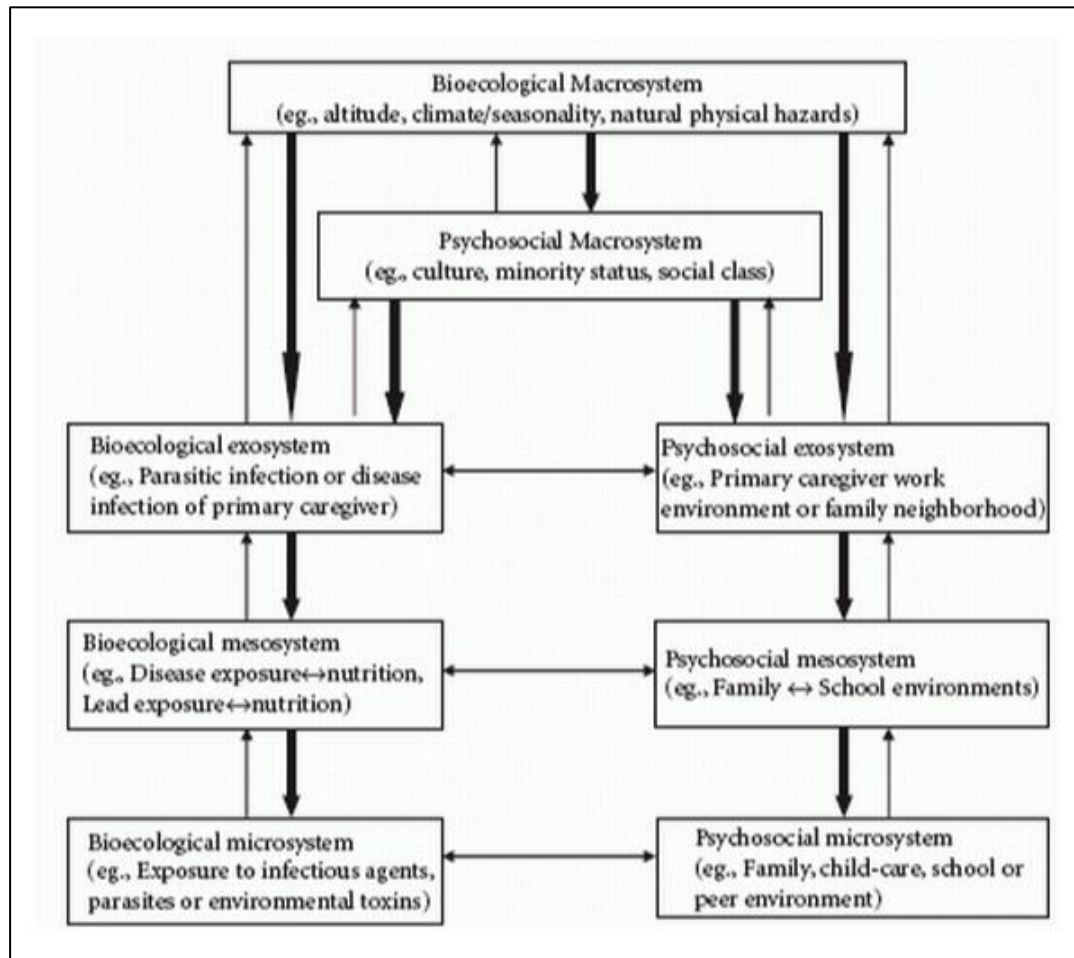 Bioecological Macrosystem
(eg., altitude, climate/seasonality, natural physical hazards)
Psychosocial Macrosystem
(eg., culture, minority status, social class)
Bioecological exosystem
(eg., Parasitic infection or disease
infection of primary caregiver)
Psychosocial exosystem
(eg., Primary caregiver work
environment or family neighborhood)
Bioecological mesosystem
(eg., Disease exposure↔nutrition,
Lead exposure↔nutrition)
Psychosocial mesosystem
(eg., Family ↔ School environments)
Bioecological microsystem
(eg., Exposure to infectious agents,
parasites or environmental toxins)
Psychosocial microsystem
(eg., Family, child-care, school or
peer environment)